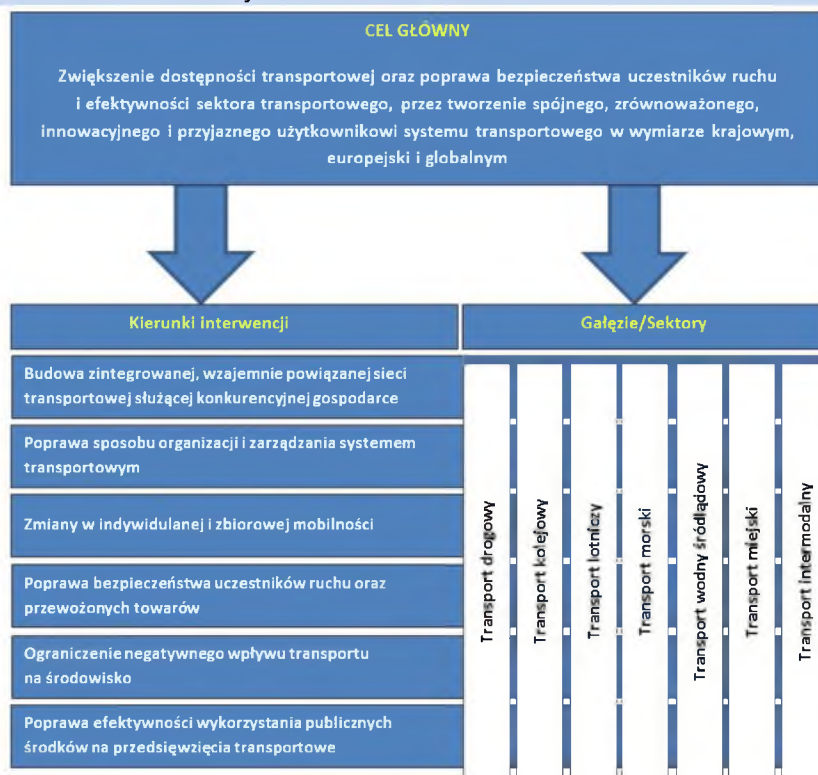 CEL GŁÓWNY
Zwiększenie dostępności transportowej oraz poprawa bezpieczeństwa uczestników ruchu
i efektywności sektora transportowego, przez tworzenie spójnego, zrównoważonego,
innowacyjnego i przyjaznego użytkownikowi systemu transportowego w wymiarze krajowym,
europejski i globalnym
Kierunki interwencji
Gałęzie/Sektory
Budowa zintegrowanej, wzajemnie powiązanej sieci
transportowej służącej konkurencyjnej gospodarce
Poprawa sposobu organizacji i zarządzania systemem
transportowym
Zmiany w indywidulanej i zbiorowej mobilności
Poprawa bezpieczeństwa uczestników ruchu oraz
przewożonych towarów
Ograniczenie negatywnego wpływu transportu
na środowisko
Poprawa efektywności wykorzystania publicznych
środków na przedsięwzięcia transportowe
Transport drogowy
Transport kolejowy
Transport lotniczy
Transport morski
Transport wodny śródlądowy
Transport miejski
Transport intermodalny